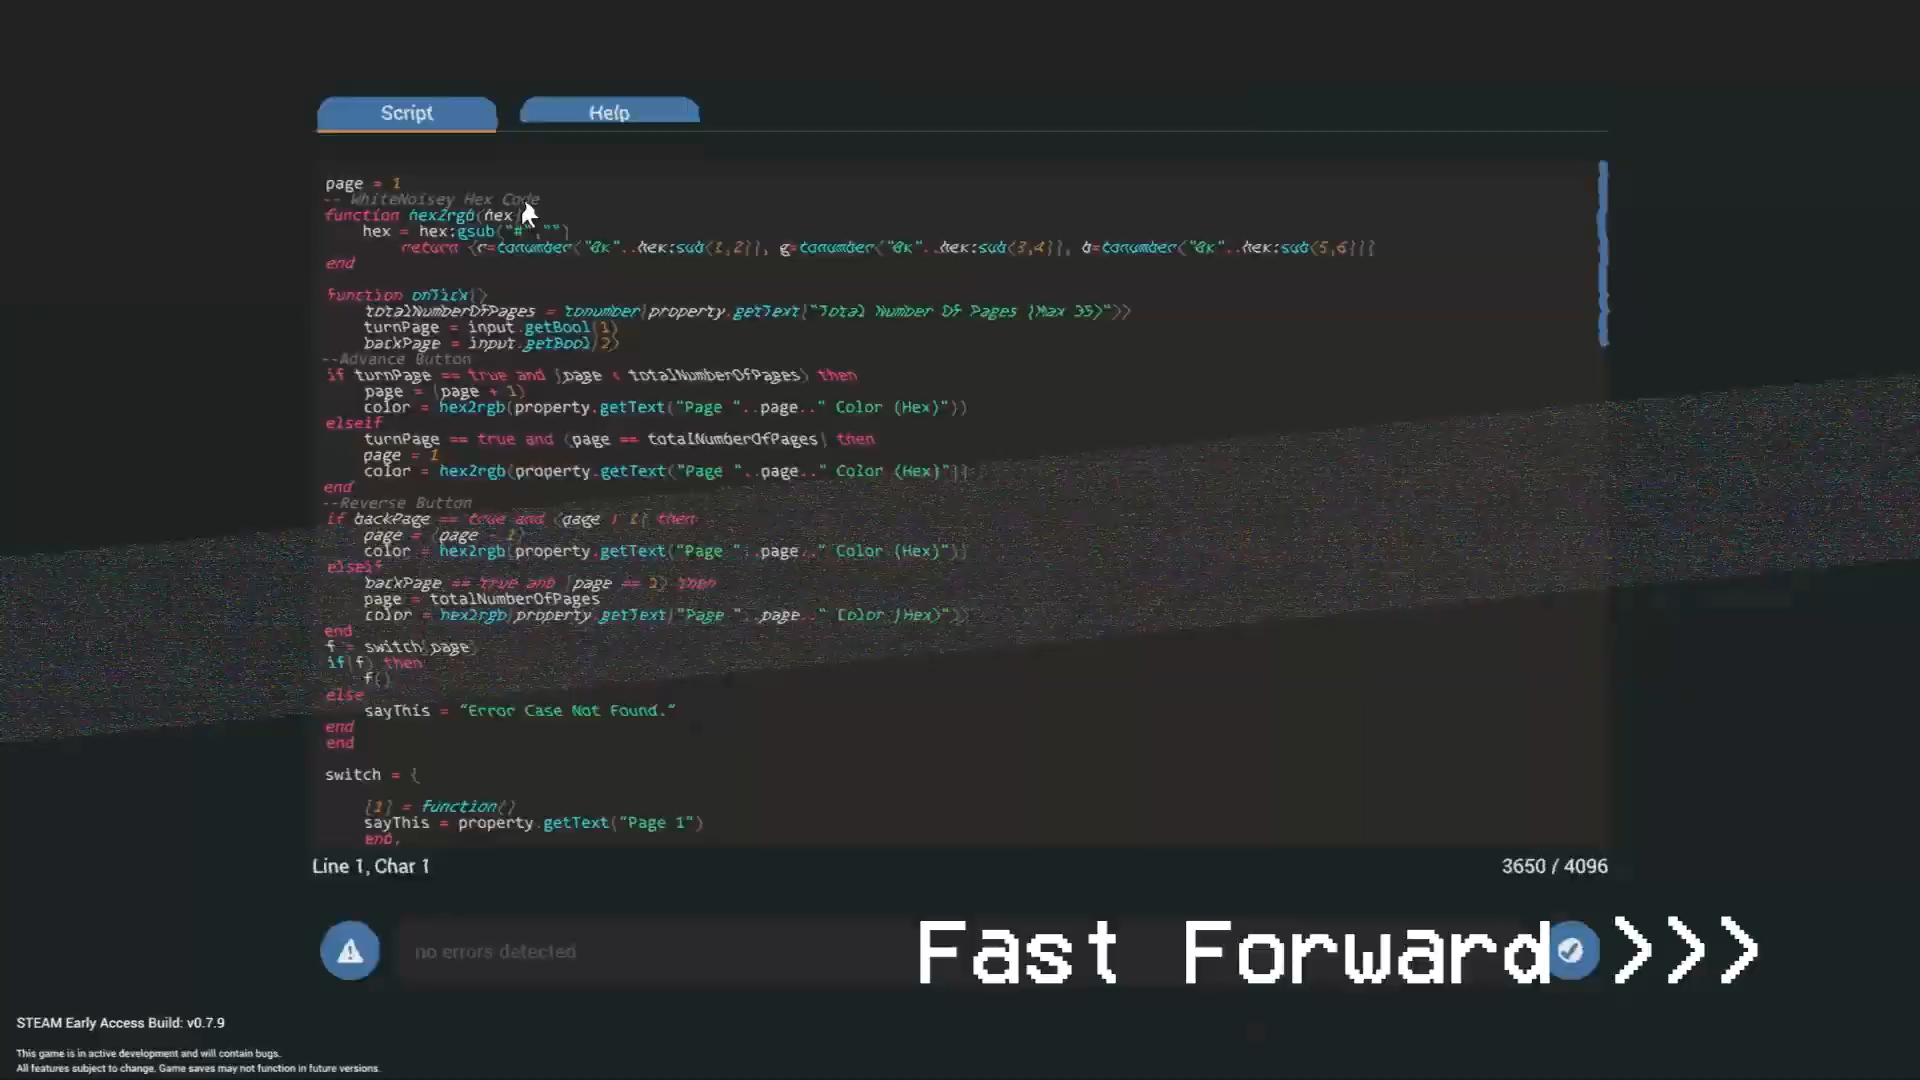 Script Help
page = 1
-- WhiteNoisey Hex Code
function hex2rgb(hex)
hex = hex:gsub("#","")
return {r=tonumber("0x"..hex:sub(1,2)), g=tonumber("0x"..hex:sub(3,4)), b=tonumber("0x"..hex:sub(5,6))}
end
function onTick()
totalNumberOfPages = tonumber(property.getText("Total Number Of Pages (Max 35)"))
turnPage = input.getBool(1)
backPage = input.getBool(2)
--Advance Button
if turnPage == true and (page < totalNumberOfPages) then
page = (page + 1)
color = hex2rgb(property.getText("Page "..page.." Color (Hex)"))
elseif
turnPage == true and (page == totalNumberOfPages) then
page = 1
color = hex2rgb(property.getText("Page "..page.." Color (Hex)"))
end
--Reverse Button
if backPage == true and (page > 1) then
page = (page - 1)
color = hex2rgb(property.getText("Page "..page.." Color (Hex)"))
elseif
backPage == true and (page == 1) then
page = totalNumberOfPages
color = hex2rgb(property.getText("Page "..page.." Color (Hex)"))
end
f = switch[page]
if(f) then
f()
else
sayThis = "Error Case Not Found."
end
end
switch = {
[1] = function()
sayThis = property.getText("Page 1")
end,
Line 1, Char 1 3650 / 4096
no errors detected
Fast Forward >>>
STEAM Early Access Build: v0.7.9
This game is in active development and will contain bugs.
All features subject to change. Game saves may not function in future versions.